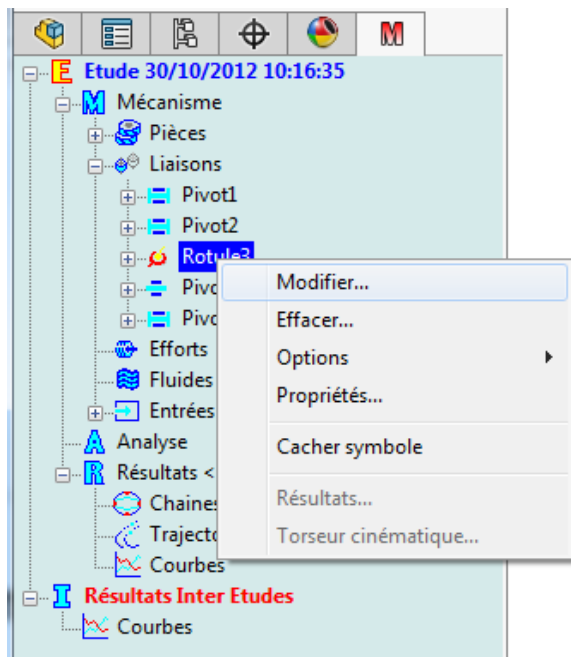 Etude 30/10/2012 10:16:35
Mécanisme
Pièces
Liaisons
Pivot1
Pivot2
Rotule3
Modifier...
Effacer...
Options
Propriétés...
Cacher symbole
Résultats...
Torseur cinématique...
Efforts
Fluides
Entrées
Analyse
Résultats <
Courbes
Résultats Inter Etudes
Courbes